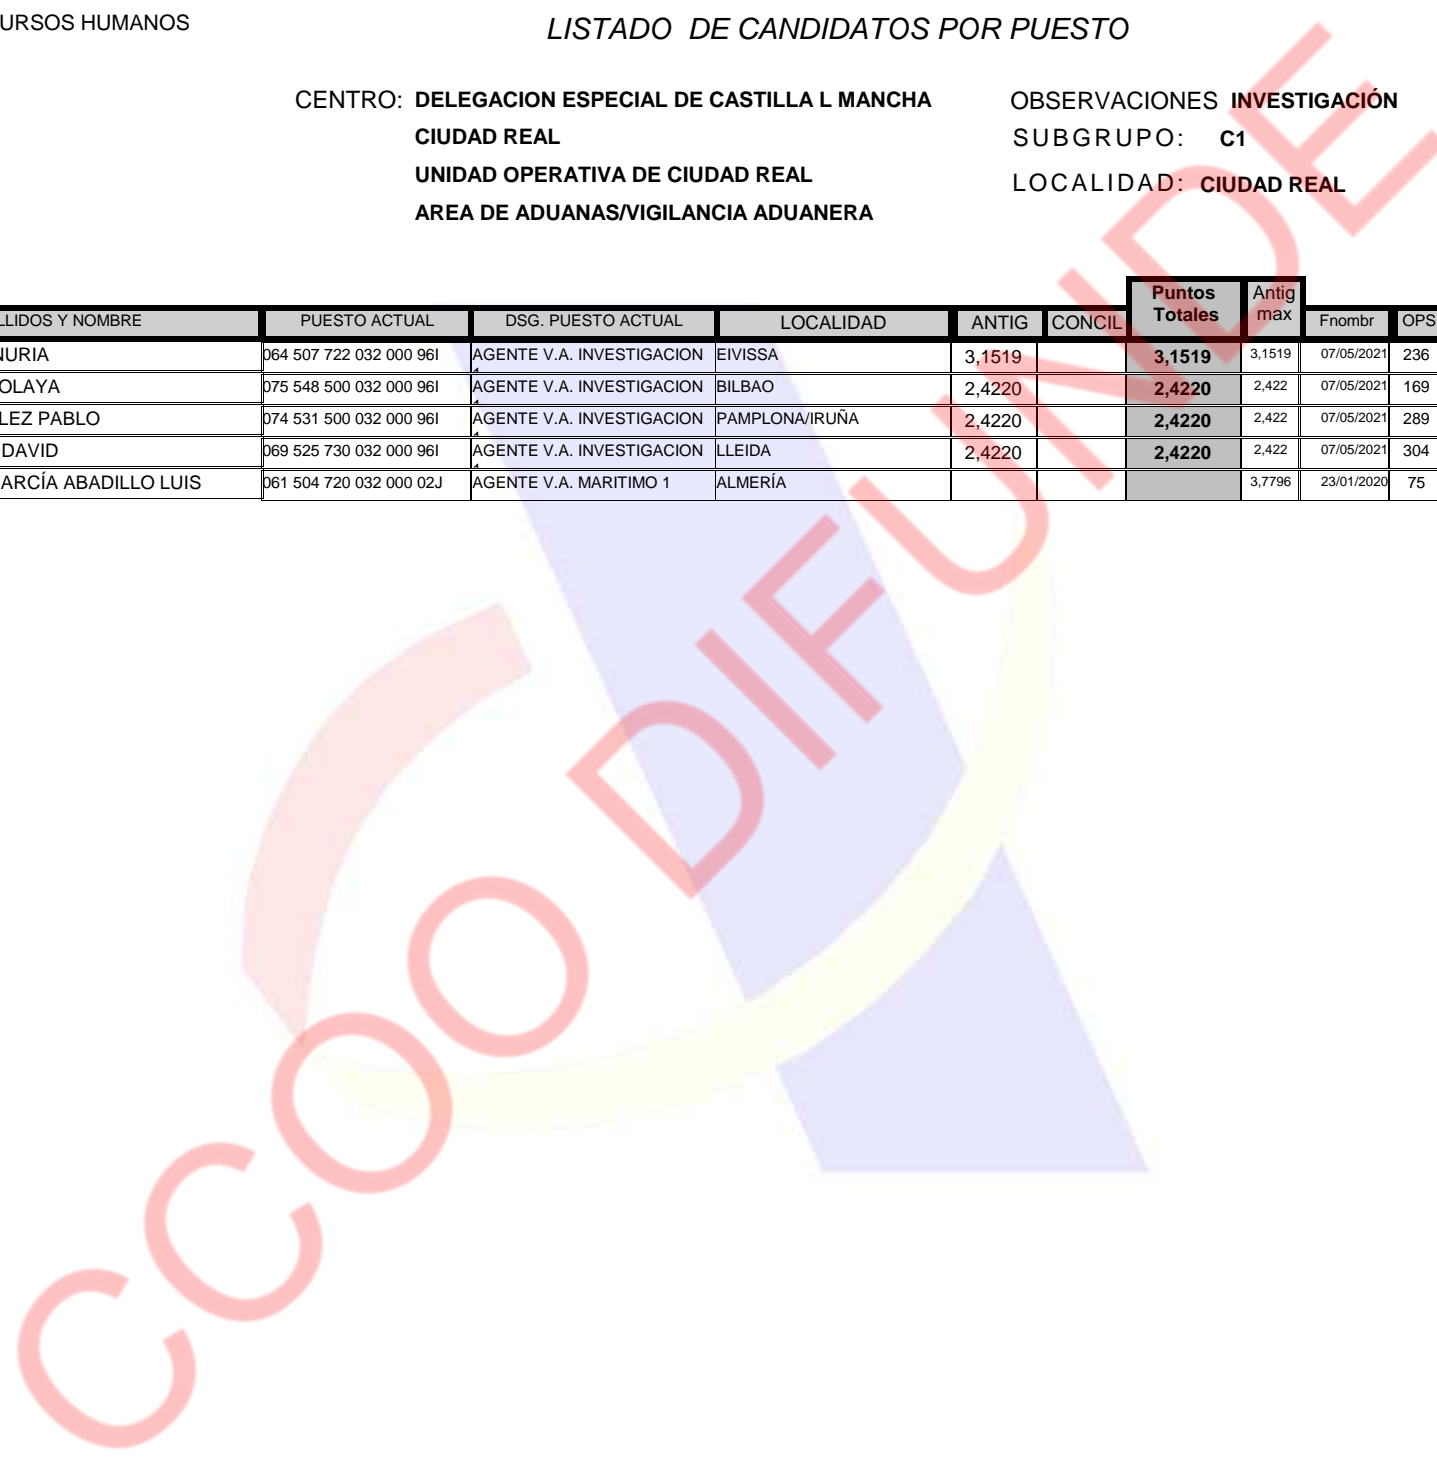 URSOS HUMANOS
LISTADO DE CANDIDATOS POR PUESTO
CENTRO: DELEGACION ESPECIAL DE CASTILLA L MANCHA OBSERVACIONES INVESTIGACIÓN
CIUDAD REAL SUBGRUPO: C1
UNIDAD OPERATIVA DE CIUDAD REAL LOCALIDAD: CIUDAD REAL
AREA DE ADUANAS/VIGILANCIA ADUANERA
LLIDOS Y NOMBRE PUESTO ACTUAL DSG. PUESTO ACTUAL LOCALIDAD ANTIG CONCIL Puntos Totales Antig max Fnombr OPS
NURIA 064 507 722 032 000 96I AGENTE V.A. INVESTIGACION EIVISSA 3,1519 3,1519 3,1519 07/05/2021 236
OLAYA 075 548 500 032 000 96I AGENTE V.A. INVESTIGACION BILBAO 2,4220 2,4220 2,422 07/05/2021 169
LEZ PABLO 074 531 500 032 000 96I AGENTE V.A. INVESTIGACION PAMPLONA/IRUÑA 2,4220 2,4220 2,422 07/05/2021 289
DAVID 069 525 730 032 000 96I AGENTE V.A. INVESTIGACION LLEIDA 2,4220 2,4220 2,422 07/05/2021 304
ARCÍA ABADILLO LUIS 061 504 720 032 000 02J AGENTE V.A. MARITIMO 1 ALMERÍA 3,7796 23/01/2020 75
CCOO DIFUNDE